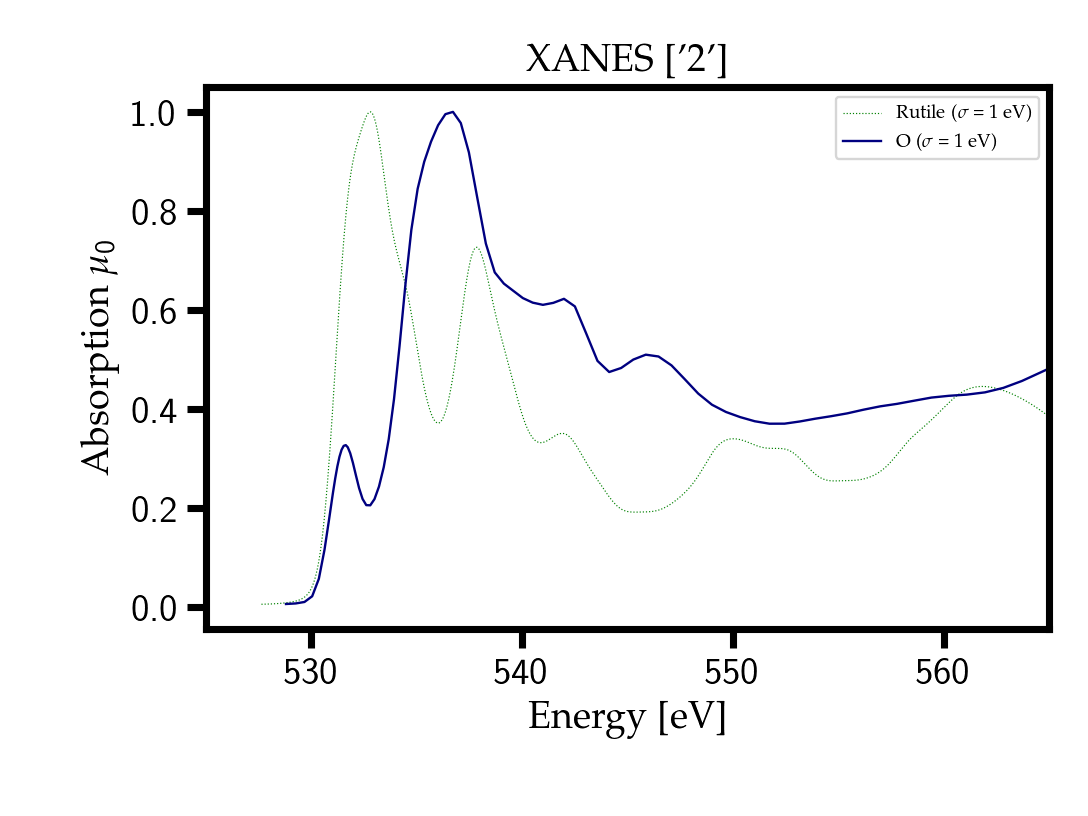 XANES ['2']
Rutile (σ = 1 eV)
O (σ = 1 eV)
Absorption μ0
1.0
0.8
0.6
0.4
0.2
0.0
530
540
550
560
Energy [eV]